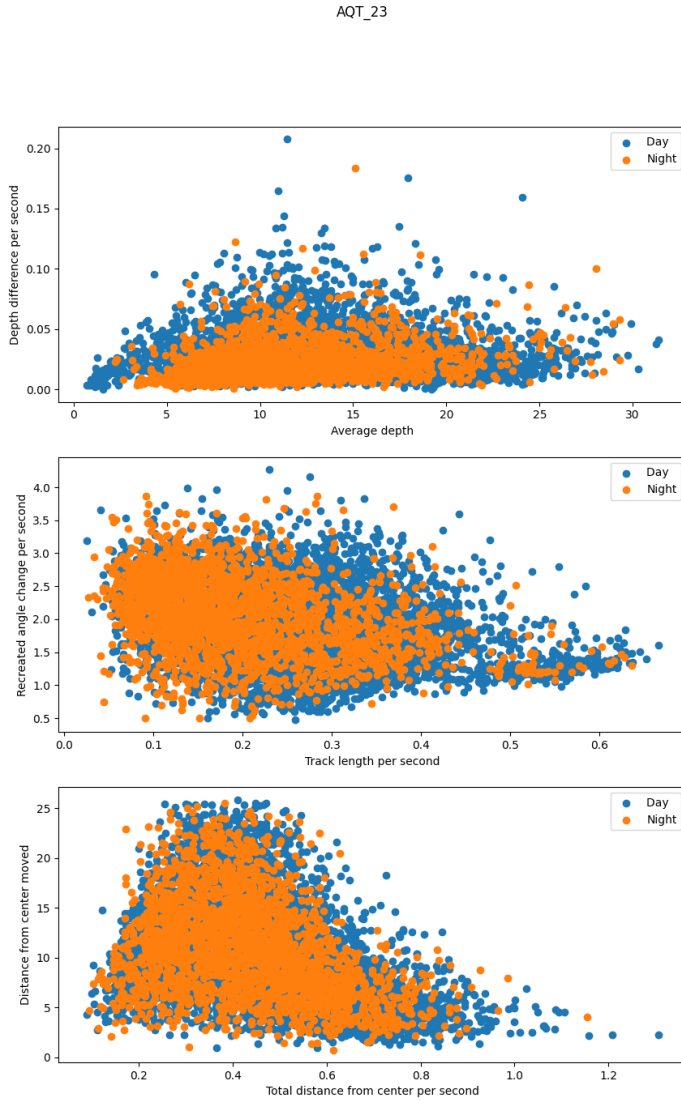 AQT_23
Depth difference per second
0.20
0.15
0.10
0.05
0.00
Day
Night
0 5 10 15 20 25 30
Average depth
Recreated angle change per second
4.0
3.5
3.0
2.5
2.0
1.5
1.0
0.5
Day
Night
0.0 0.1 0.2 0.3 0.4 0.5 0.6
Track length per second
Distance from center moved
25
20
15
10
5
0
Day
Night
0.2 0.4 0.6 0.8 1.0 1.2
Total distance from center per second